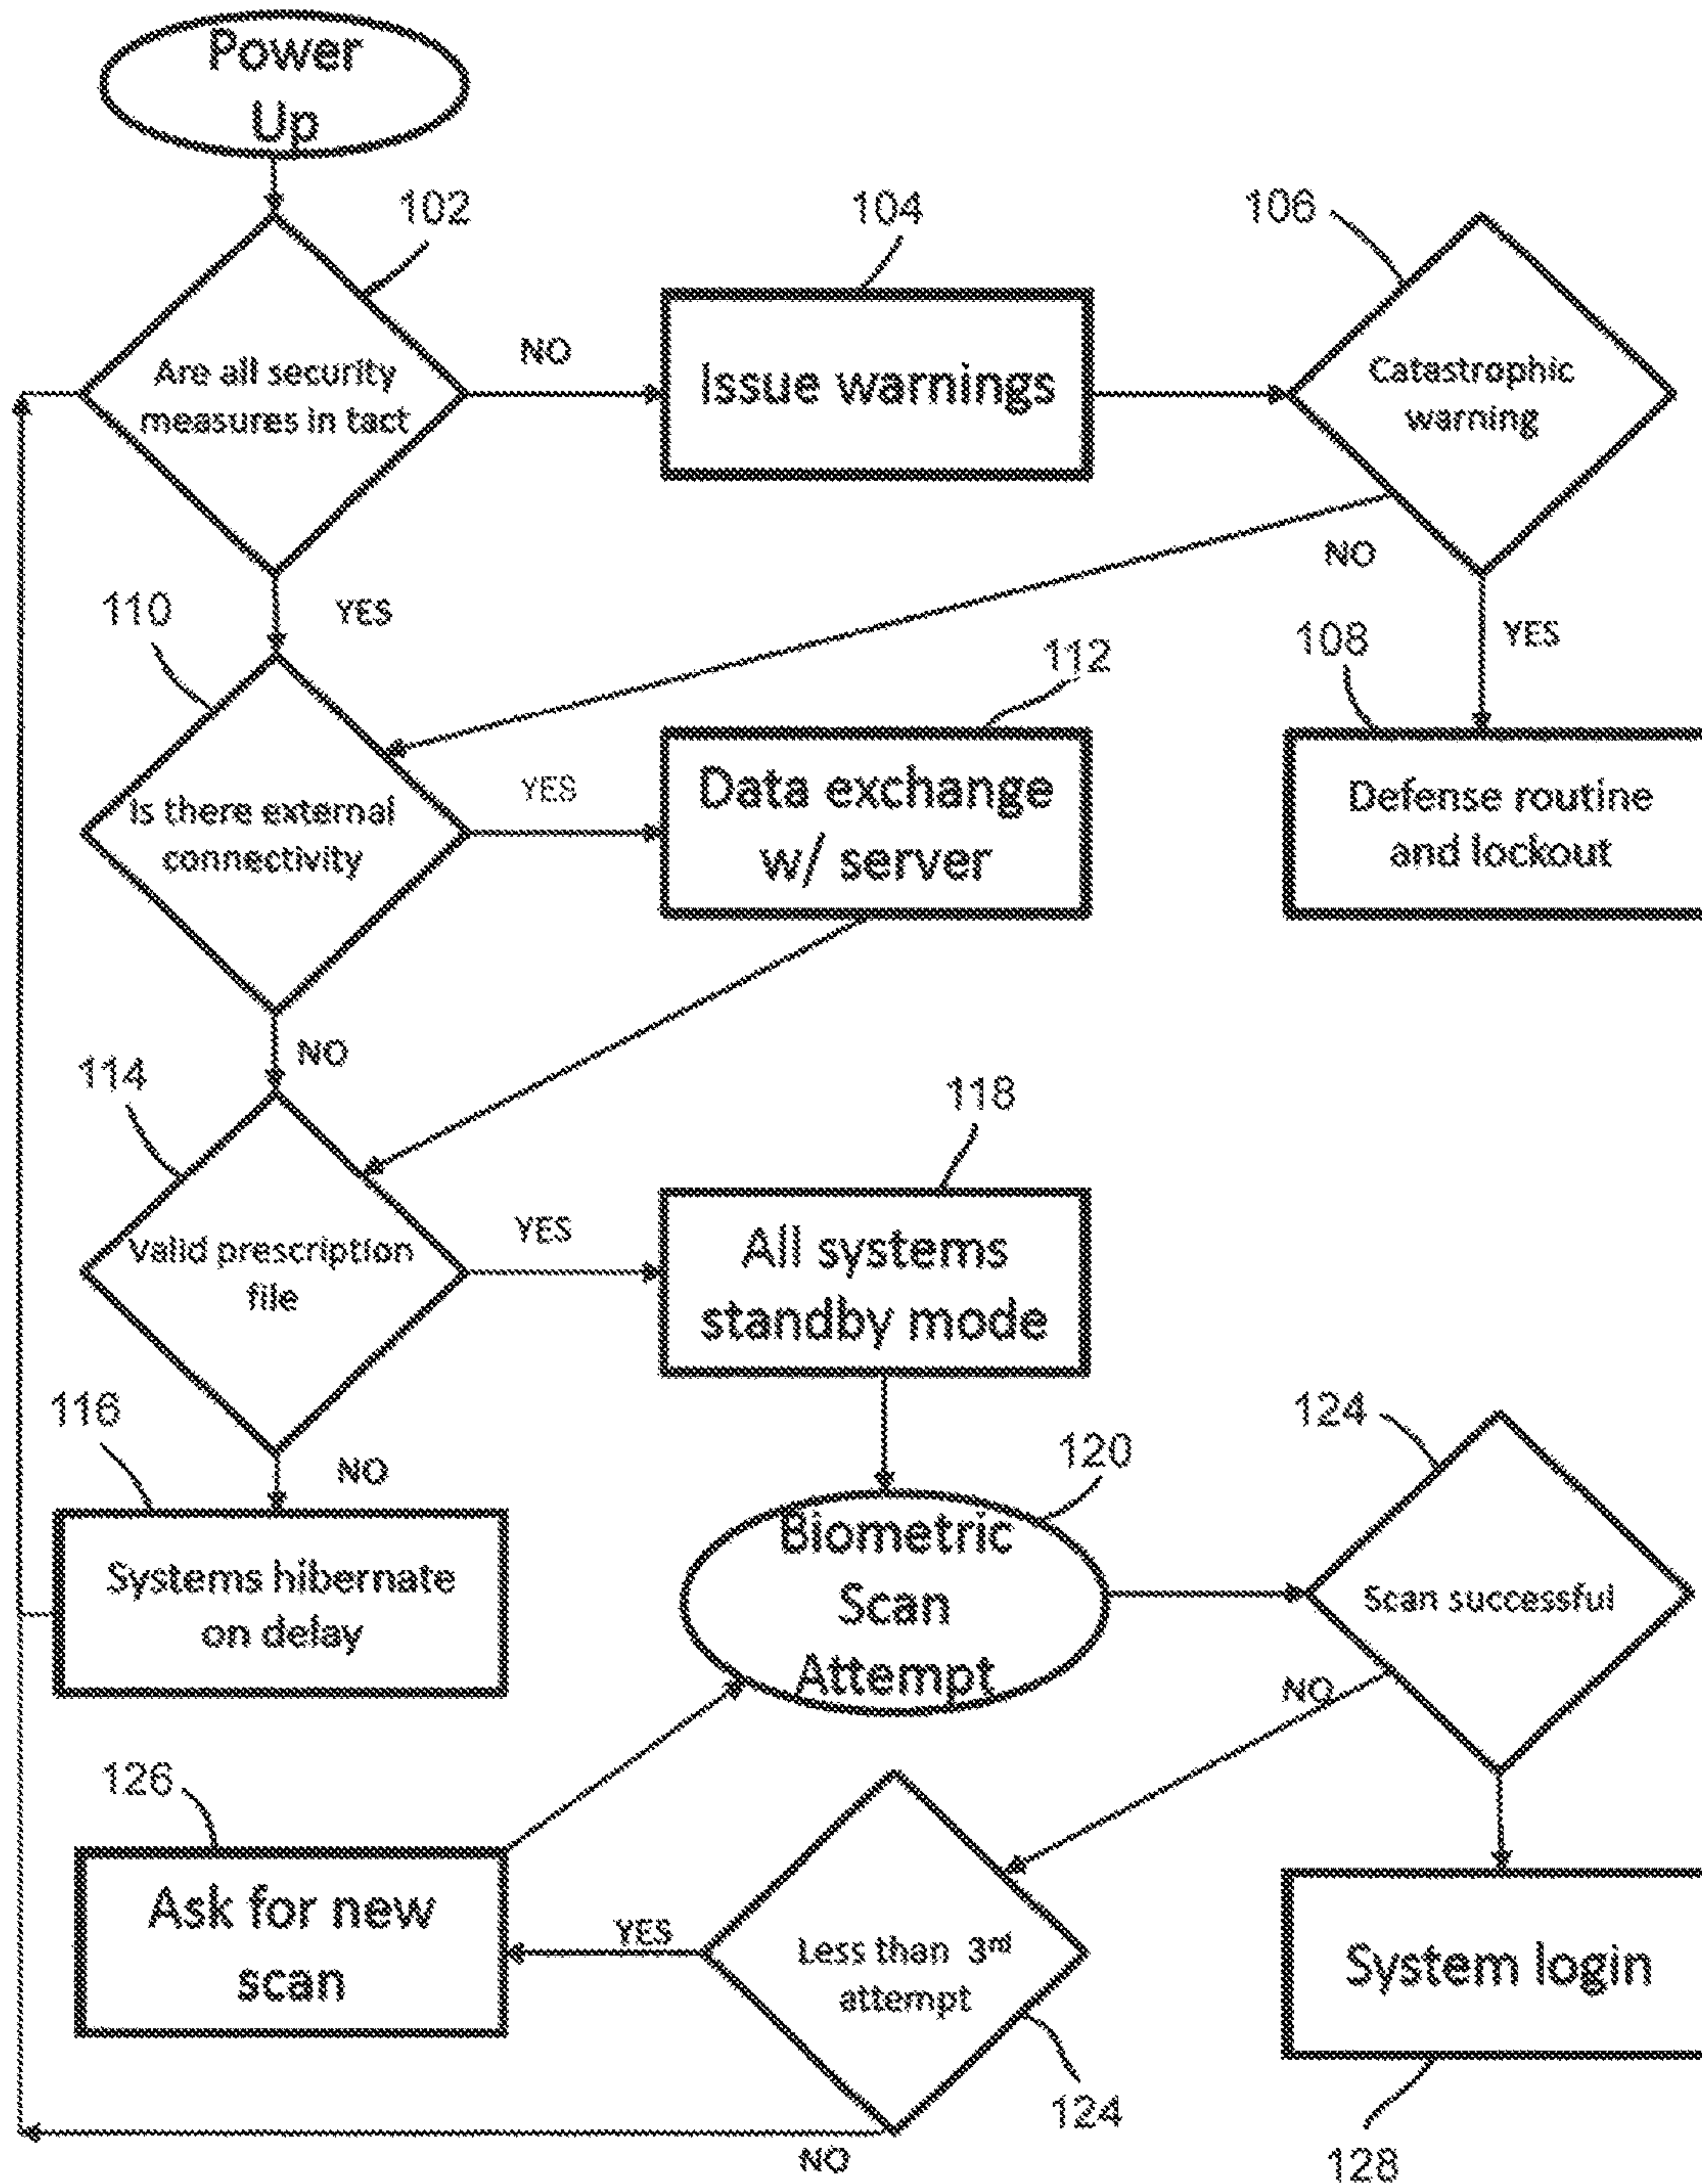 Power
Up
102
104
106
Are all security
measures in tact
NO
Issue warnings
Catastrophic
warning
NO
YES
110
YES
108
112
Is there external
connectivity
YES
Data exchange
w/ server
Defense routine
and lockout
NO
114
118
Valid prescription
file
YES
All systems
standby mode
116
NO
120
124
Systems hibernate
on delay
Biometric
Scan
Attempt
Scan successful
NO
126
Ask for new
scan
YES
Less than 3rd
attempt
System login
124
NO
128